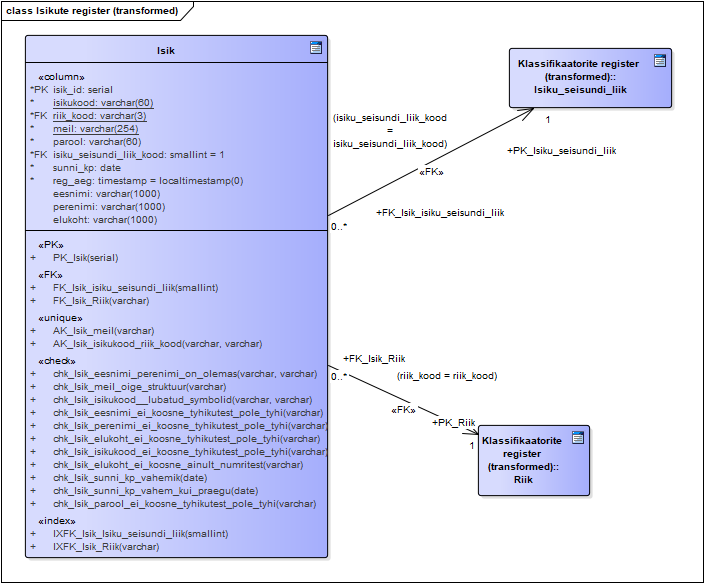 class Isikute register (transformed)
Isik
«column»
*PK isik_id: serial
* isikukood: varchar(60)
*FK riik_kood: varchar(3)
* meil: varchar(254)
* parool: varchar(60)
*FK isiku_seisundi_liik_kood: smallint = 1
* sunni_kp: date
* reg_aeg: timestamp = localtimestamp(0)
eesnimi: varchar(1000)
perenimi: varchar(1000)
elukoht: varchar(1000)
«PK»
+ PK_Isik(serial)
«FK»
+ FK_Isik_isiku_seisundi_liik(smallint)
+ FK_Isik_Riik(varchar)
«unique»
+ AK_Isik_meil(varchar)
+ AK_Isik_isikukood_riik_kood(varchar, varchar)
«check»
+ chk_Isik_eesnimi_perenimi_on_olemas(varchar, varchar)
+ chk_Isik_meil_oige_struktuur(varchar)
+ chk_Isik_isikukood__lubatud_symbolid(varchar, varchar)
+ chk_Isik_eesnimi_ei_koosne_tyhikutest_pole_tyhi(varchar)
+ chk_Isik_perenimi_ei_koosne_tyhikutest_pole_tyhi(varchar)
+ chk_Isik_elukoht_ei_koosne_tyhikutest_pole_tyhi(varchar)
+ chk_Isik_isikukood_ei_koosne_tyhikutest_pole_tyhi(varchar)
+ chk_Isik_elukoht_ei_koosne_ainult_numritest(varchar)
+ chk_Isik_sunni_kp_vahemik(date)
+ chk_Isik_sunni_kp_vahem_kui_praegu(date)
+ chk_Isik_parool_ei_koosne_tyhikutest_pole_tyhi(varchar)
«index»
+ IXFK_Isik_Isiku_seisundi_liik(smallint)
+ IXFK_Isik_Riik(varchar)
Klassifikaatorite register
(transformed)::
Isiku_seisundi_liik
(isiku_seisundi_liik_kood
=
isiku_seisundi_liik_kood)
1
+PK_Isiku_seisundi_liik
«FK»
+FK_Isik_isiku_seisundi_liik
0..*
+FK_Isik_Riik
0..*
(riik_kood = riik_kood)
«FK»
+PK_Riik
1
Klassifikaatorite
register
(transformed)::
Riik